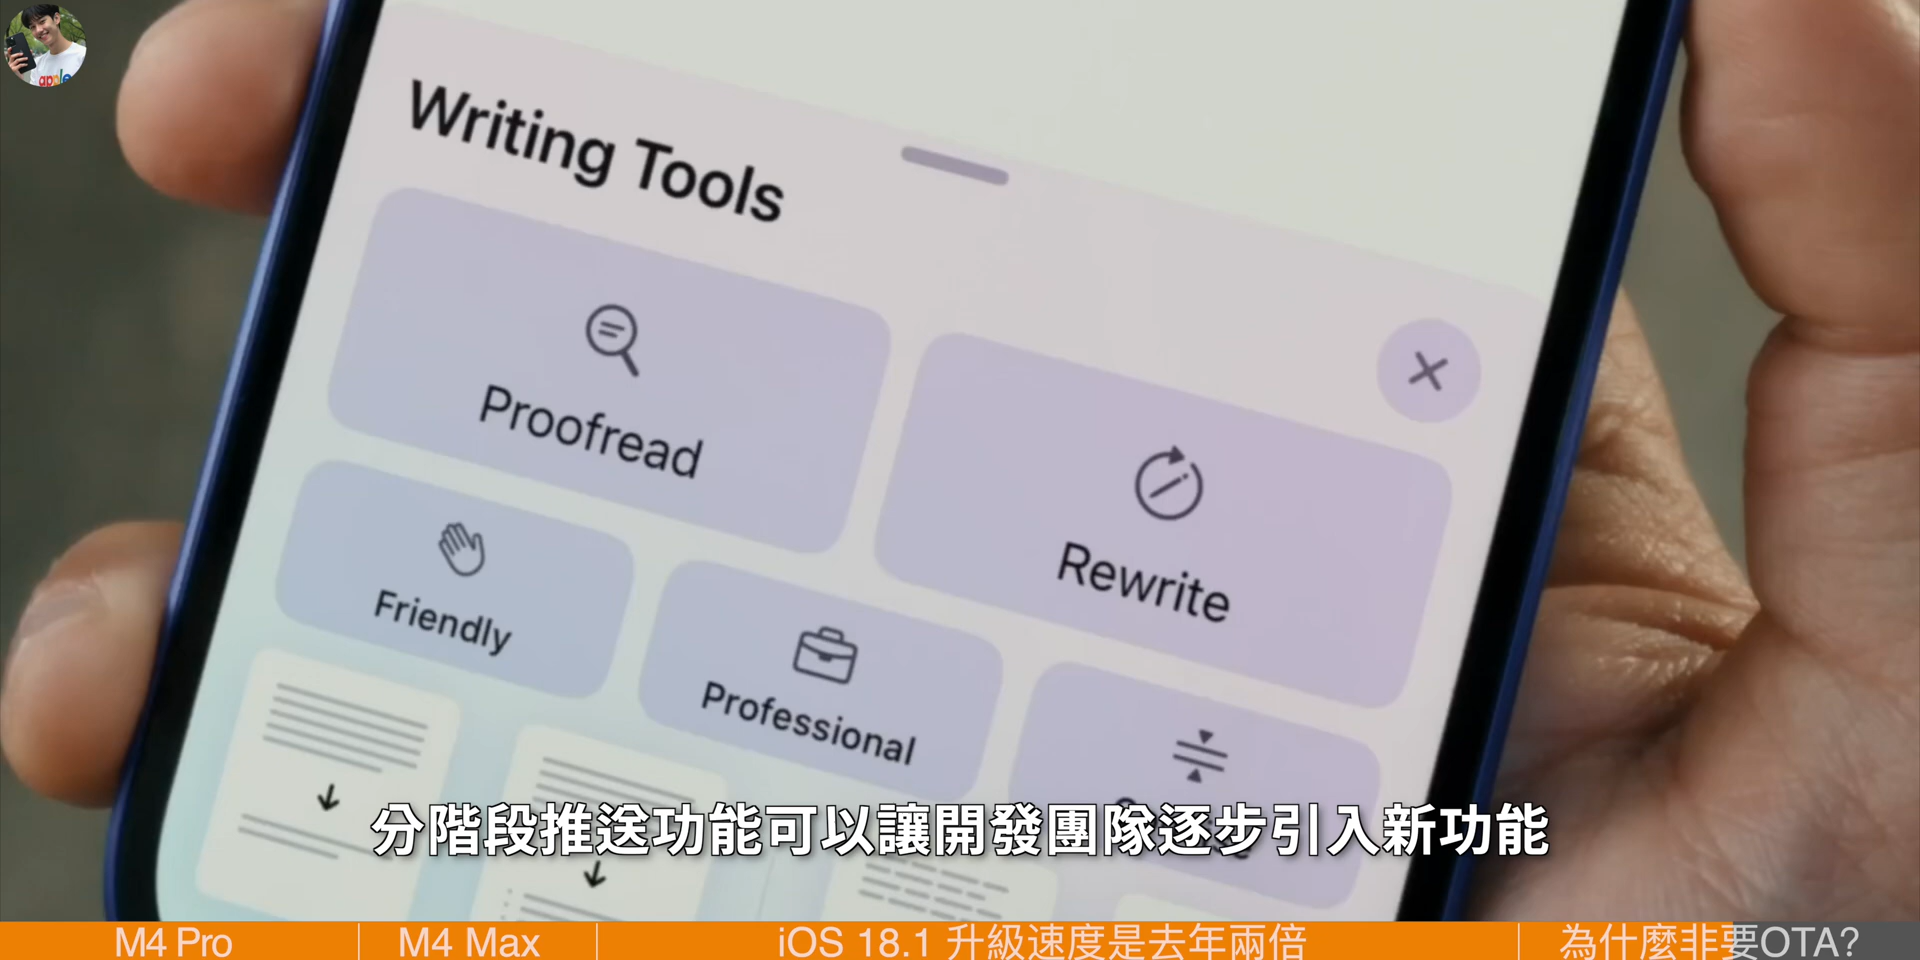 apple
Writing Tools
Proofread
Rewrite
Friendly
Professional
分階段推送功能可以讓開發團隊逐步引入新功能
M4 Pro
M4 Max
iOS 18.1 升級速度是去年兩倍
為什麼非要OTA?